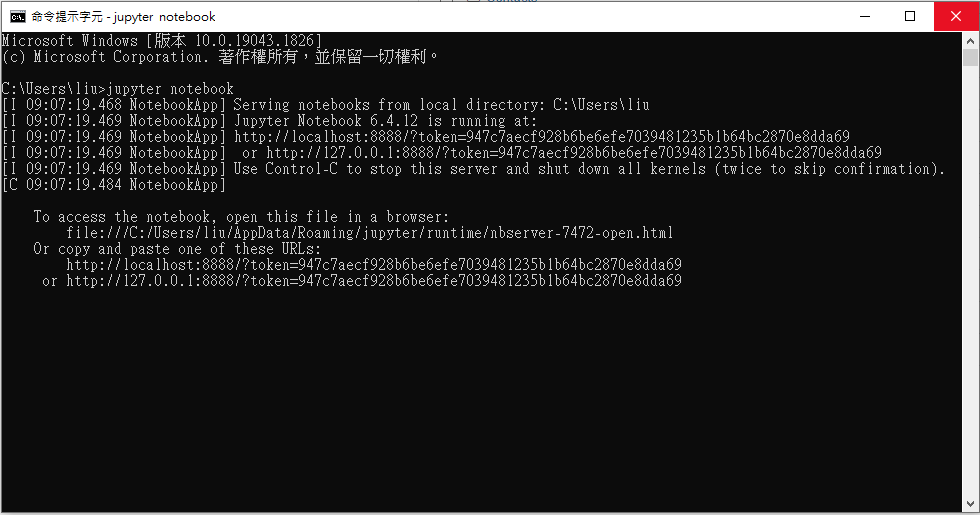 命令提示字元 - jupyter notebook
Microsoft Windows [版本 10.0.19043.1826]
(c) Microsoft Corporation. 著作權所有，並保留一切權利。
C:\Users\liu>jupyter notebook
[I 09:07:19.468 NotebookApp] Serving notebooks from local directory: C:\Users\liu
[I 09:07:19.469 NotebookApp] Jupyter Notebook 6.4.12 is running at:
[I 09:07:19.469 NotebookApp] http://localhost:8888/?token=947c7aecf928b6be6efe7039481235b1b64bc2870e8dda69
[I 09:07:19.469 NotebookApp]  or http://127.0.0.1:8888/?token=947c7aecf928b6be6efe7039481235b1b64bc2870e8dda69
[I 09:07:19.469 NotebookApp] Use Control-C to stop this server and shut down all kernels (twice to skip confirmation).
[C 09:07:19.484 NotebookApp]
To access the notebook, open this file in a browser:
file:///C:/Users/liu/AppData/Roaming/jupyter/runtime/nbserver-7472-open.html
Or copy and paste one of these URLs:
http://localhost:8888/?token=947c7aecf928b6be6efe7039481235b1b64bc2870e8dda69
or http://127.0.0.1:8888/?token=947c7aecf928b6be6efe7039481235b1b64bc2870e8dda69